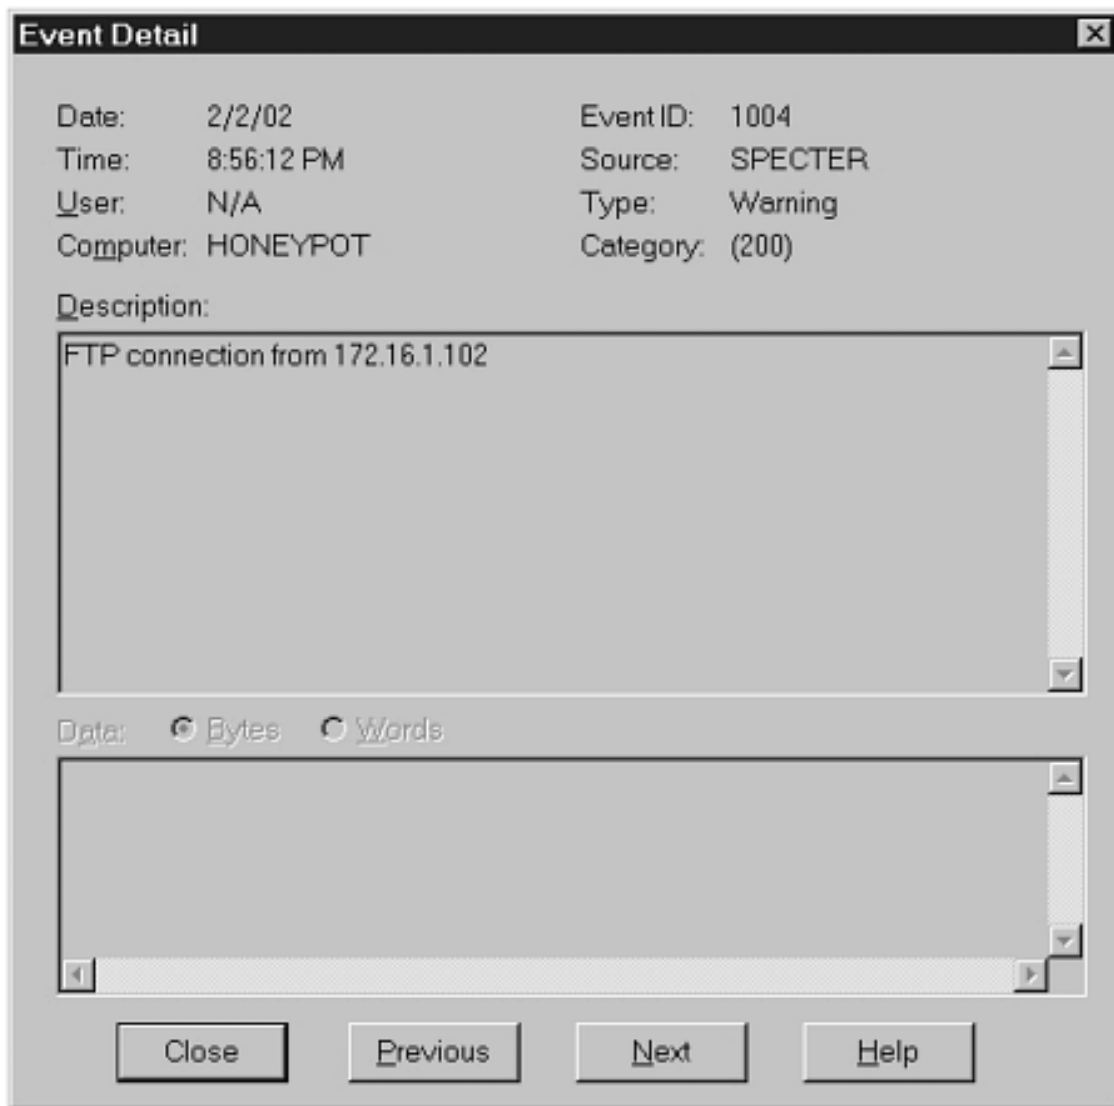 Event Detail
Date: 2/2/02 Event ID: 1004
Time: 8:56:12 PM Source: SPECTER
User: N/A Type: Warning
Computer: HONEYPOT Category: (200)
Description:
FTP connection from 172.16.1.102
Data: Bytes Words
Close Previous Next Help